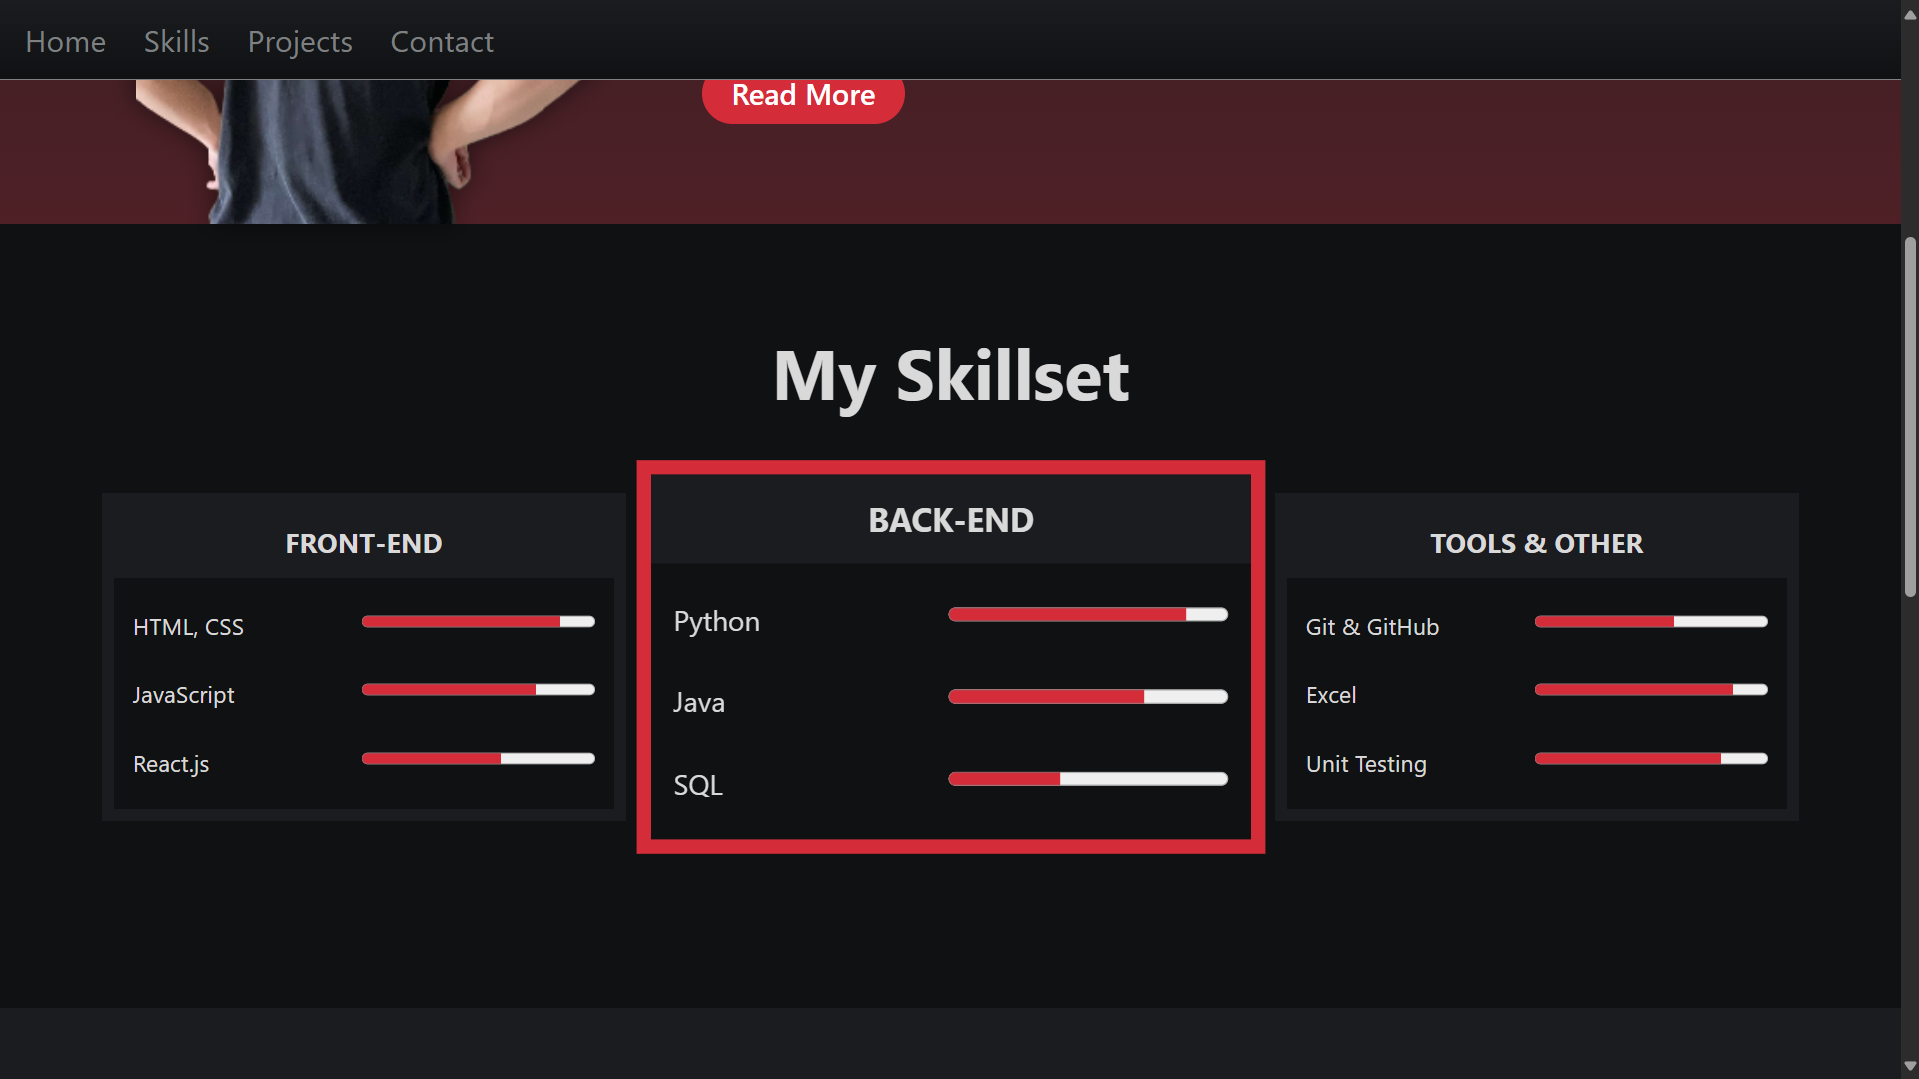 Home Skills Projects Contact
Read More
My Skillset
FRONT-END
HTML, CSS
JavaScript
React.js
BACK-END
Python
Java
SQL
TOOLS & OTHER
Git & GitHub
Excel
Unit Testing